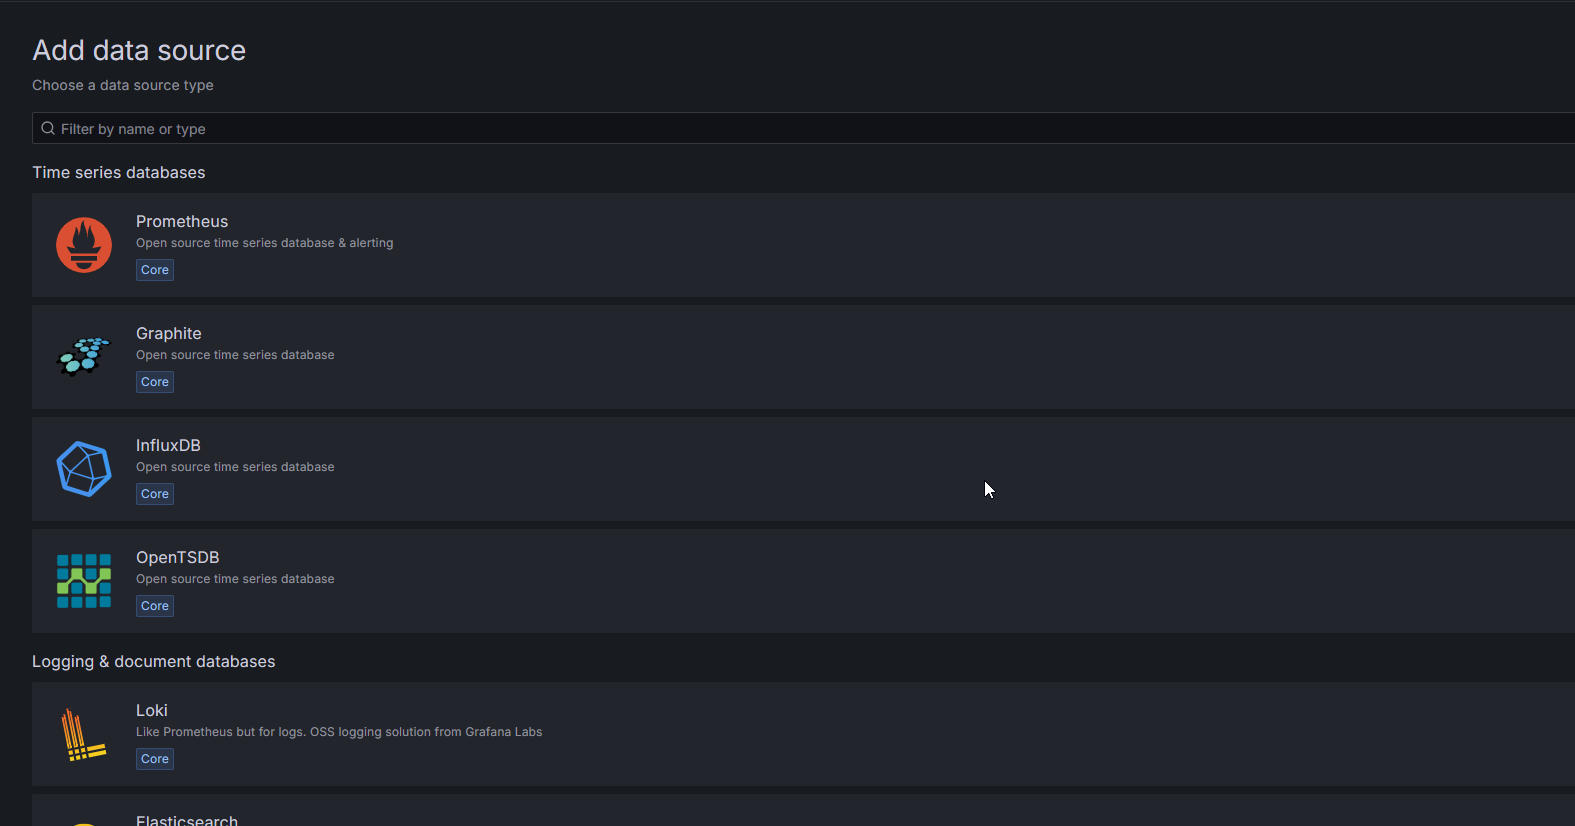 Add data source
Choose a data source type
Filter by name or type
Time series databases
Prometheus
Open source time series database & alerting
Core
Graphite
Open source time series database
Core
InfluxDB
Open source time series database
Core
OpenTSDB
Open source time series database
Core
Logging & document databases
Loki
Like Prometheus but for logs. OSS logging solution from Grafana Labs
Core
Elasticsearch